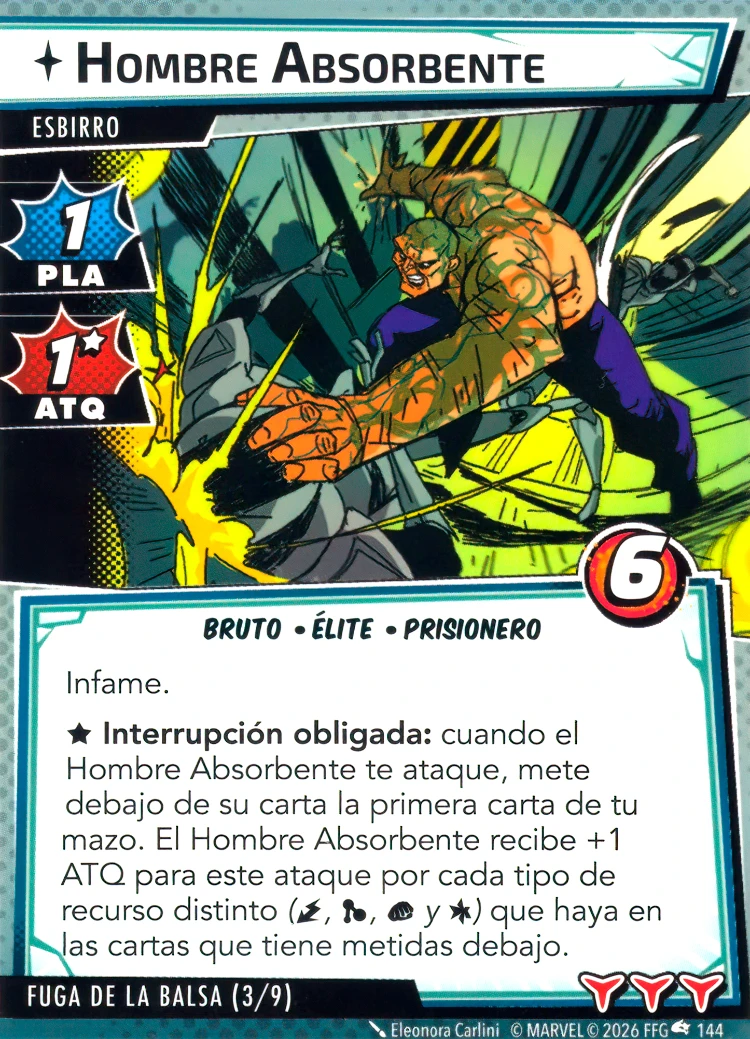 Hombre Absorbente
ESBIRRO
1
PLA
1
ATQ
6
BRUTO • ÉLITE • PRISIONERO
Infame.
★ Interrupción obligada: cuando el
Hombre Absorbente te ataque, mete
debajo de su carta la primera carta de tu
mazo. El Hombre Absorbente recibe +1
ATQ para este ataque por cada tipo de
recurso distinto ( , , y ) que haya en
las cartas que tiene metidas debajo.
FUGA DE LA BALSA (3/9)
Eleonora Carlini © MARVEL © 2026 FFG 144